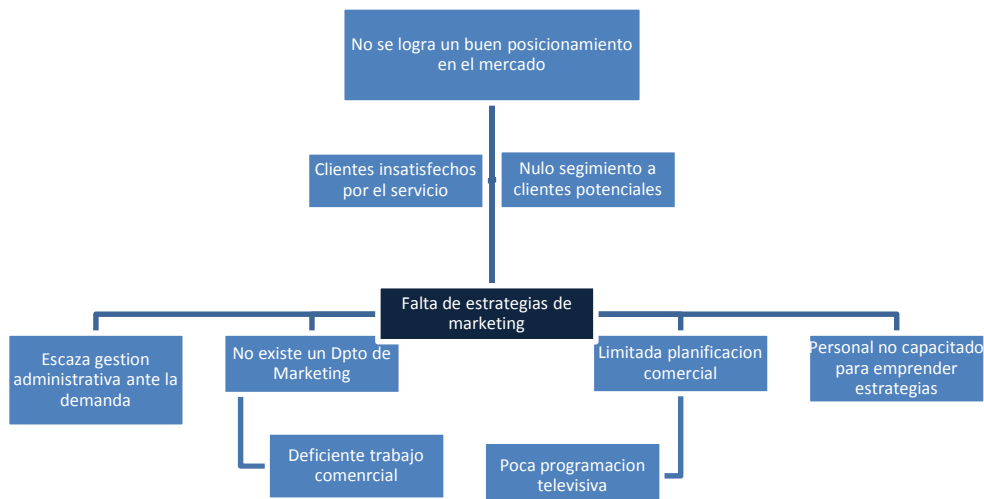 No se logra un buen posicionamiento
en el mercado
Clientes insatisfechos
por el servicio
Nulo segimiento a
clientes potenciales
Falta de estrategias de
marketing
Escaza gestion
administrativa ante la
demanda
No existe un Dpto de
Marketing
Limitada planificacion
comercial
Personal no capacitado
para emprender
estrategias
Deficiente trabajo
comenrcial
Poca programacion
televisiva